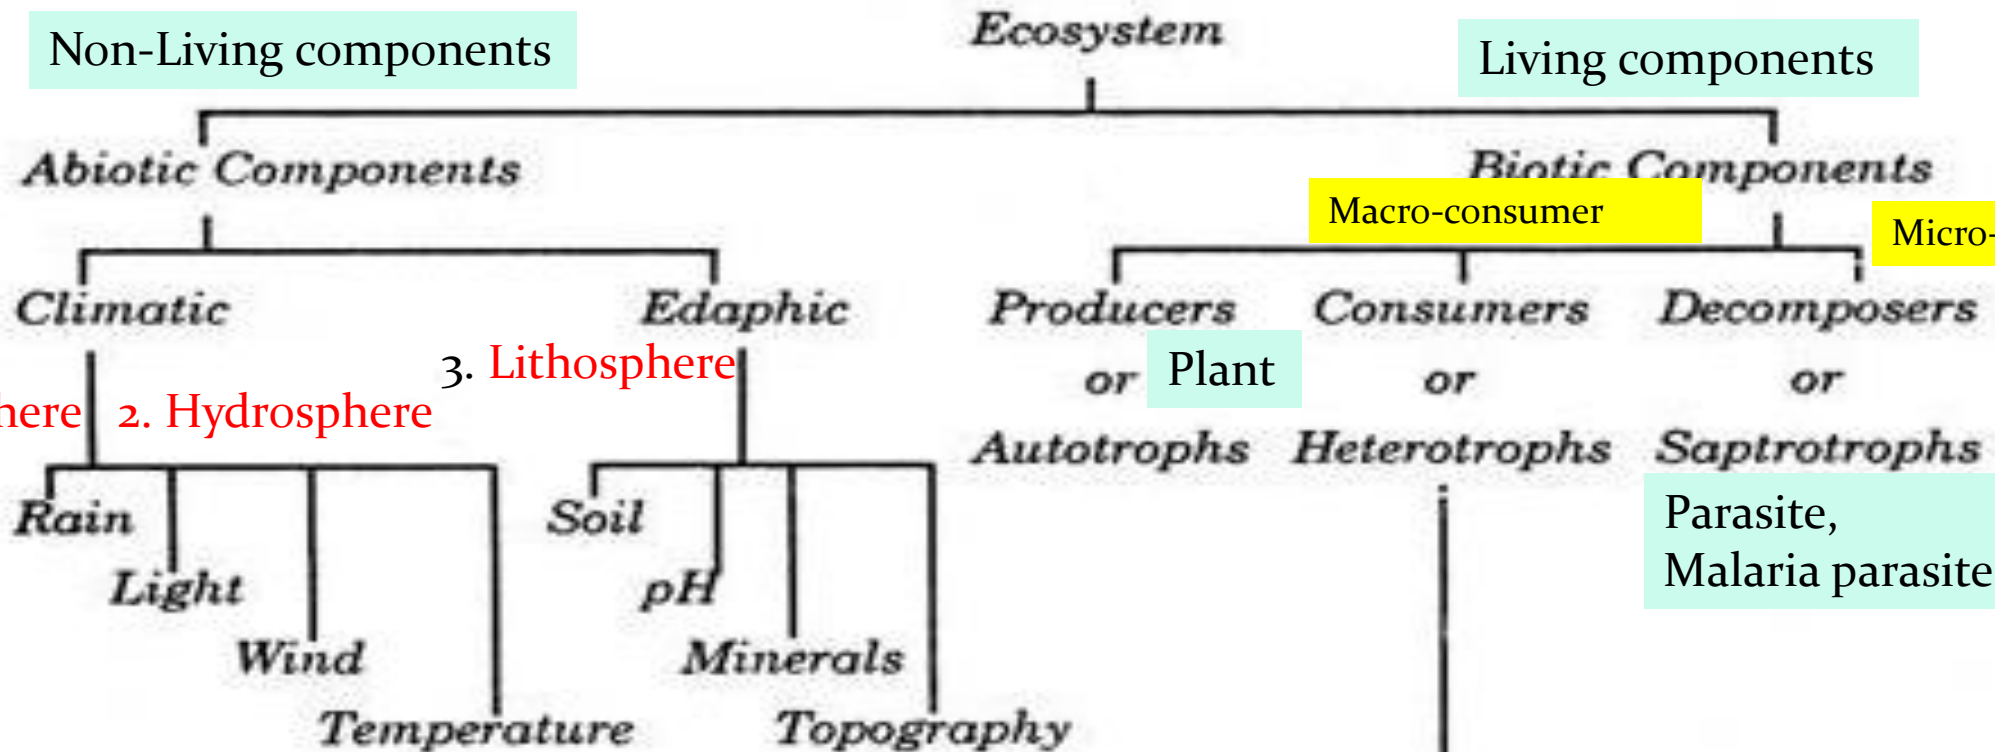 Ecosystem
Non-Living components
Living components
Abiotic Components
Biotic Components
Macro-consumer
Micro-
Climatic
Edaphic
Producers
Consumers
Decomposers
3. Lithosphere
or
Plant
or
or
here
2. Hydrosphere
Autotrophs
Heterotrophs
Saptrotrophs
Rain
Soil
Parasite,
Malaria parasite
Light
pH
Wind
Minerals
Temperature
Topography